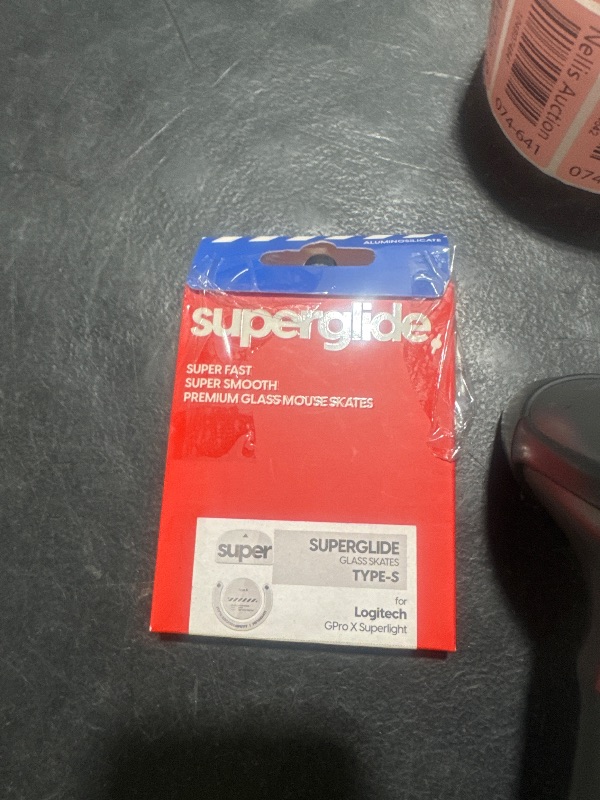 Nellis Auction
074-641
074
ALUMINOSILICATE
superglide.
SUPER FAST
SUPER SMOOTH
PREMIUM GLASS MOUSE SKATES
super
SUPERGLIDE
GLASS SKATES
TYPE-S
for
Logitech
GPro X Superlight